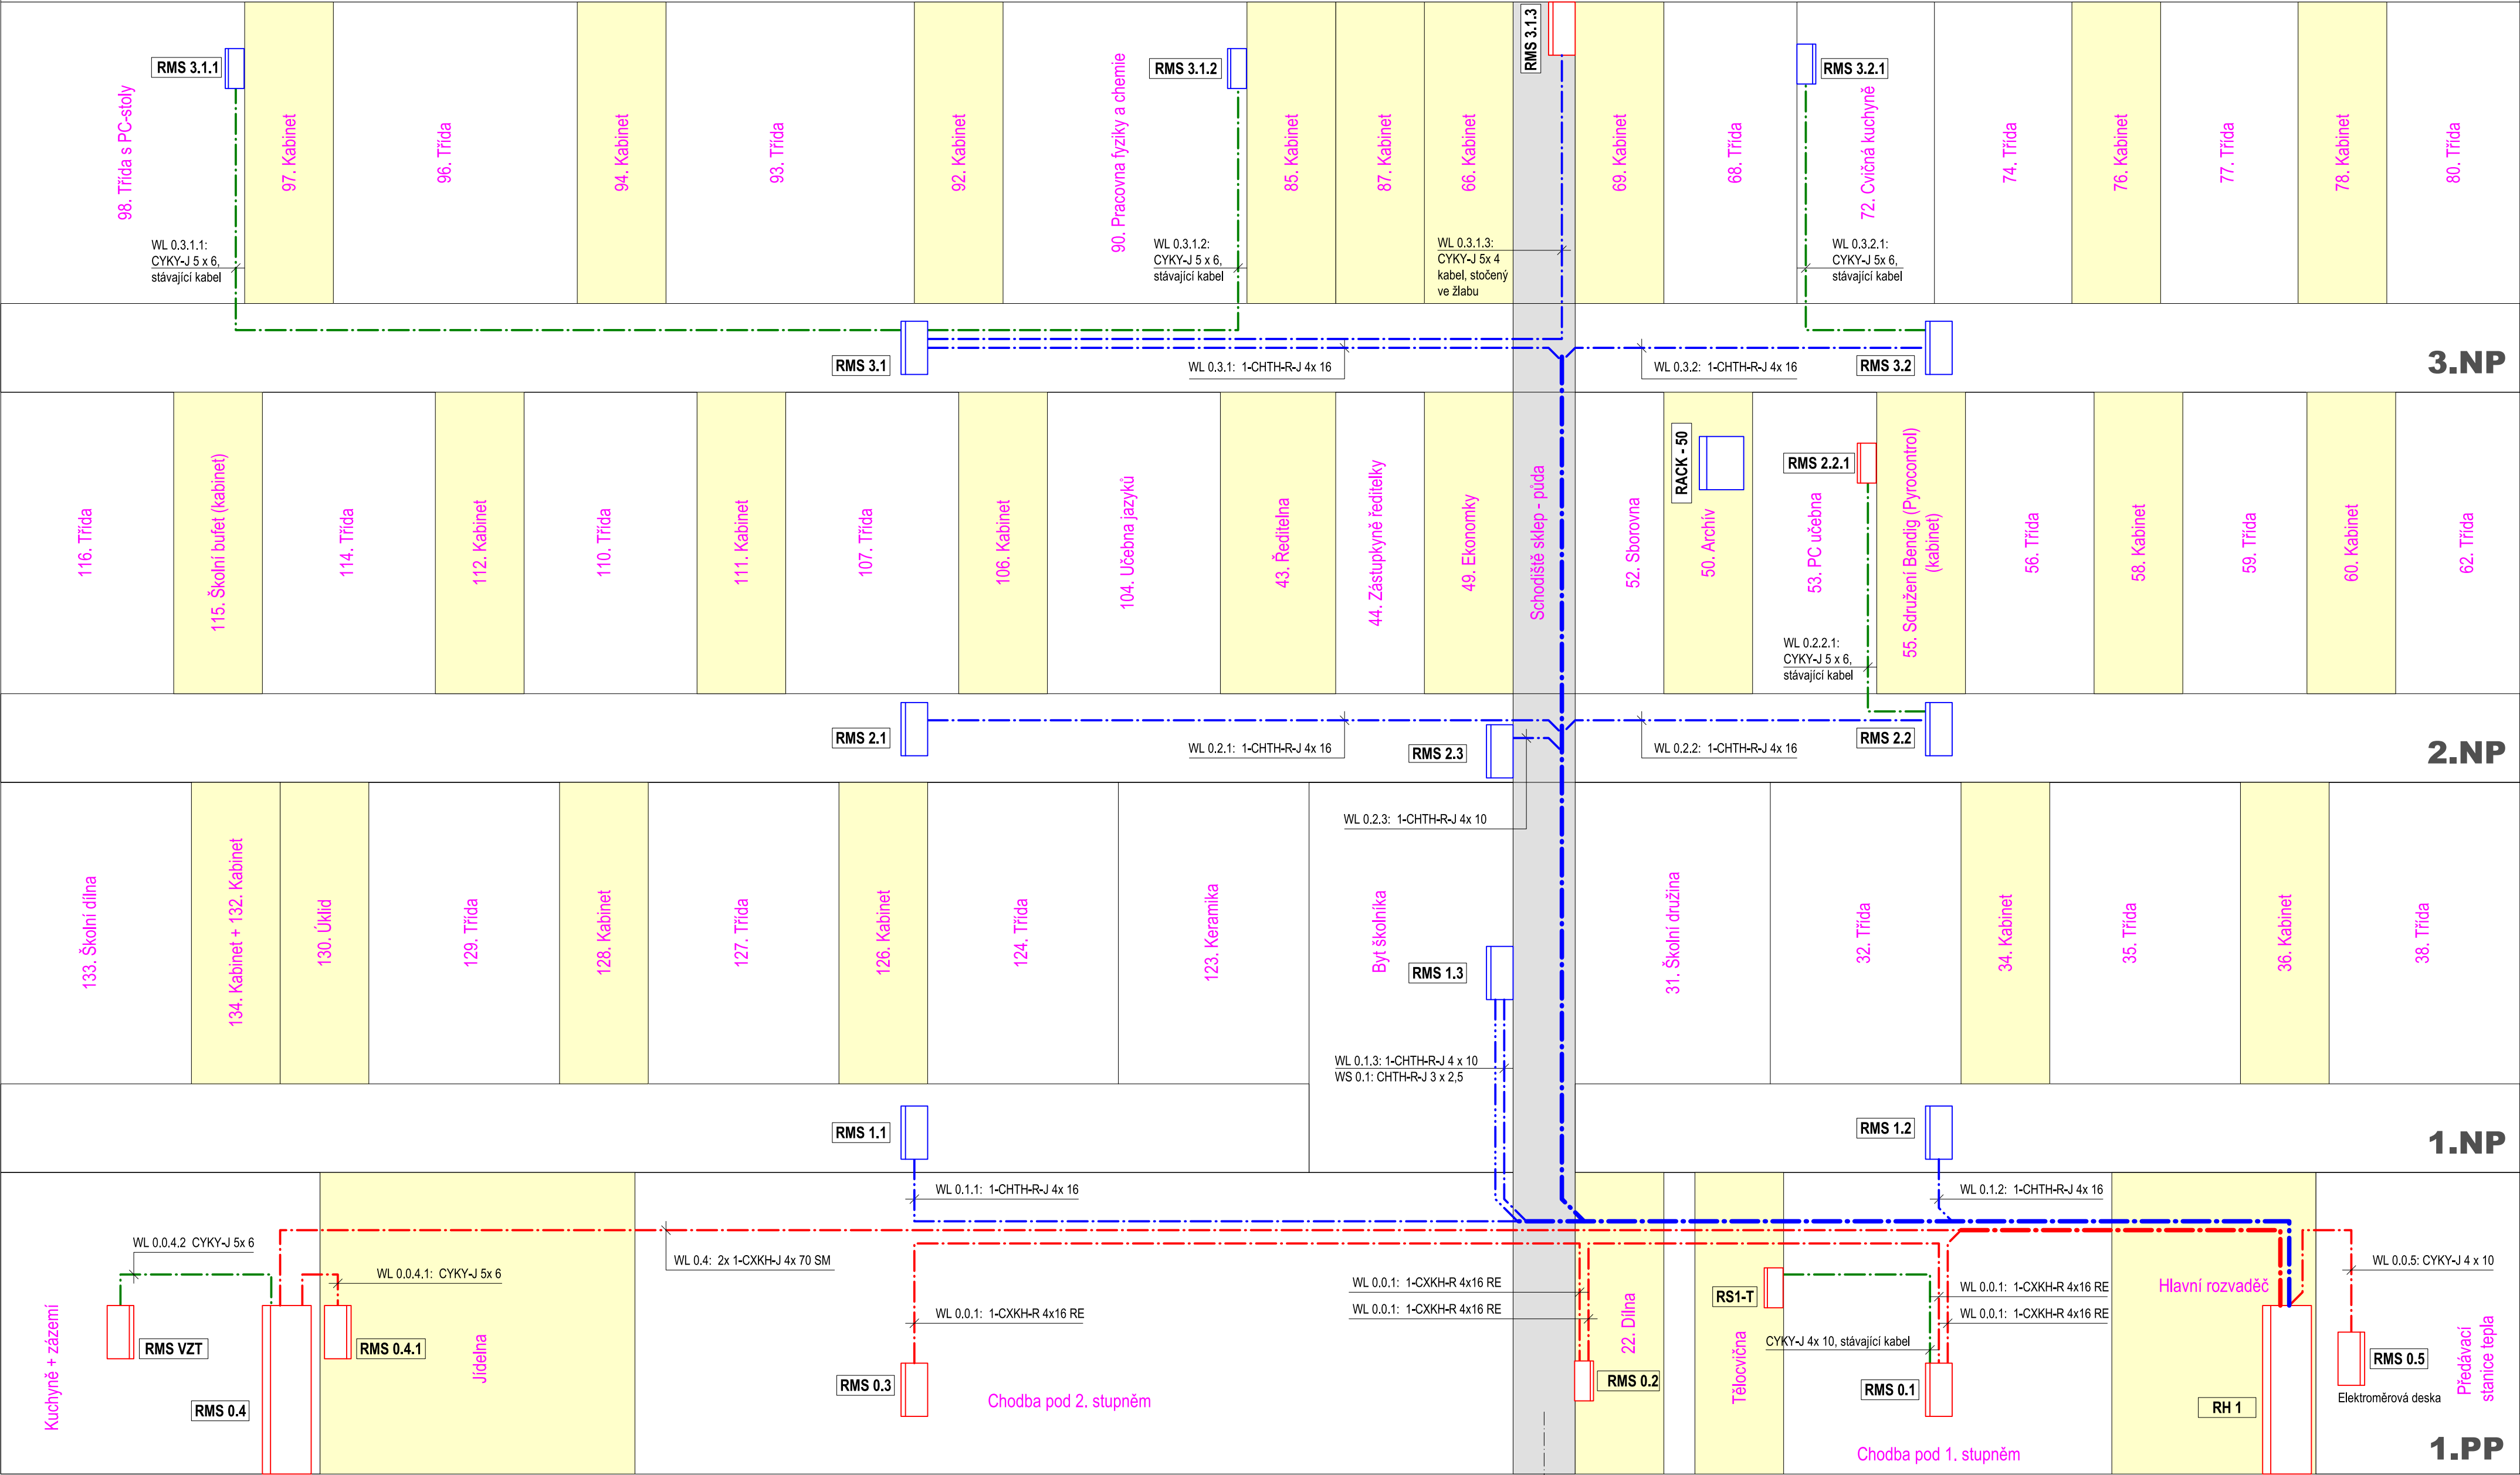 RMS 3.1.1
98. Třída s PC-stoly
97. Kabinet
96. Třída
94. Kabinet
93. Třída
92. Kabinet
90. Pracovna fyziky a chemie
RMS 3.1.2
85. Kabinet
87. Kabinet
66. Kabinet
RMS 3.1.3
69. Kabinet
68. Třída
RMS 3.2.1
72. Cvičná kuchyně
74. Třída
76. Kabinet
77. Třída
78. Kabinet
80. Třída
WL 0.3.1.1:
CYKY-J 5 x 6,
stávající kabel
WL 0.3.1.2:
CYKY-J 5 x 6,
stávající kabel
WL 0.3.1.3:
CYKY-J 5x 4
kabel, stočený
ve žlabu
WL 0.3.2.1:
CYKY-J 5x 6,
stávající kabel
RMS 3.1
WL 0.3.1: 1-CHTH-R-J 4x 16
WL 0.3.2: 1-CHTH-R-J 4x 16
RMS 3.2
3.NP
116. Třída
115. Školní bufet (kabinet)
114. Třída
112. Kabinet
110. Třída
111. Kabinet
107. Třída
106. Kabinet
104. Učebna jazyků
43. Ředitelna
44. Zástupkyně ředitelky
49. Ekonomky
Schodiště sklep - půda
52. Sborovna
RACK - 50
50. Archiv
RMS 2.2.1
53. PC učebna
55. Sdružení Bendig (Pyrocontrol)
(kabinet)
56. Třída
58. Kabinet
59. Třída
60. Kabinet
62. Třída
WL 0.2.2.1:
CYKY-J 5 x 6,
stávající kabel
RMS 2.1
WL 0.2.1: 1-CHTH-R-J 4x 16
RMS 2.3
WL 0.2.2: 1-CHTH-R-J 4x 16
RMS 2.2
2.NP
WL 0.2.3: 1-CHTH-R-J 4x 10
133. Školní dílna
134. Kabinet + 132. Kabinet
130. Úklid
129. Třída
128. Kabinet
127. Třída
126. Kabinet
124. Třída
123. Keramika
Byt školníka
RMS 1.3
31. Školní družina
32. Třída
34. Kabinet
35. Třída
36. Kabinet
38. Třída
WL 0.1.3: 1-CHTH-R-J 4 x 10
WS 0.1: CHTH-R-J 3 x 2,5
RMS 1.1
RMS 1.2
1.NP
WL 0.1.1: 1-CHTH-R-J 4x 16
WL 0.1.2: 1-CHTH-R-J 4x 16
WL 0.0.4.2 CYKY-J 5x 6
WL 0.0.4.1: CYKY-J 5x 6
WL 0.4: 2x 1-CXKH-J 4x 70 SM
WL 0.0.1: 1-CXKH-R 4x16 RE
WL 0.0.1: 1-CXKH-R 4x16 RE
WL 0.0.1: 1-CXKH-R 4x16 RE
WL 0.0.1: 1-CXKH-R 4x16 RE
WL 0.0.1: 1-CXKH-R 4x16 RE
CYKY-J 4x 10, stávající kabel
WL 0.0.5: CYKY-J 4 x 10
Kuchyně + zázemí
RMS VZT
RMS 0.4
RMS 0.4.1
Jídelna
RMS 0.3
Chodba pod 2. stupněm
22. Dílna
RMS 0.2
RS1-T
Tělocvična
RMS 0.1
Chodba pod 1. stupněm
Hlavní rozvaděč
RH 1
RMS 0.5
Elektroměrová deska
Předávací
stanice tepla
1.PP